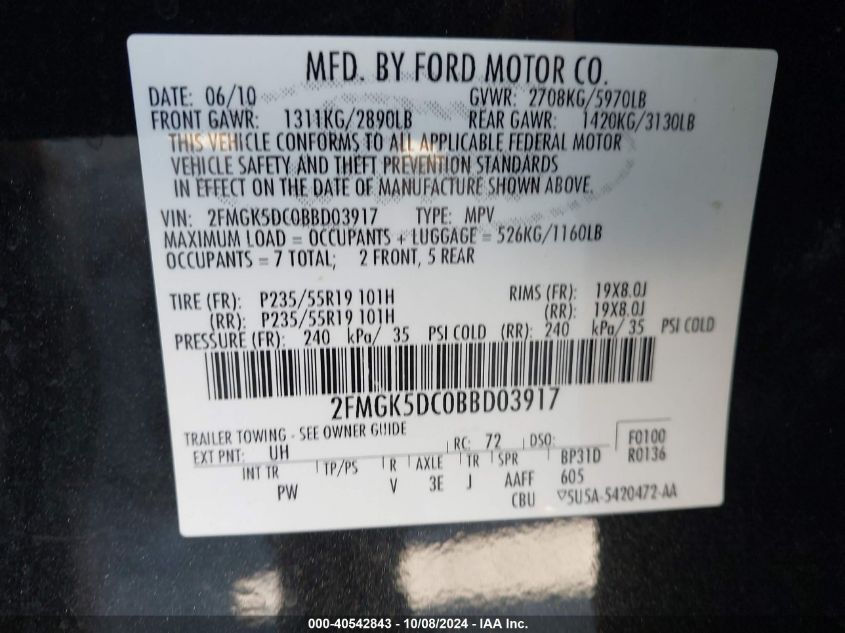 MFD. BY FORD MOTOR CO.
DATE: 06/10 GVWR: 2708KG/5970LB
FRONT GAWR: 1311KG/2890LB REAR GAWR: 1420KG/3130LB
THIS VEHICLE CONFORMS TO ALL APPLICABLE FEDERAL MOTOR
VEHICLE SAFETY AND THEFT PREVENTION STANDARDS
IN EFFECT ON THE DATE OF MANUFACTURE SHOWN ABOVE.
VIN: 2FMGK5DC0BBD03917 TYPE: MPV
MAXIMUM LOAD = OCCUPANTS + LUGGAGE = 526KG/1160LB
OCCUPANTS = 7 TOTAL; 2 FRONT, 5 REAR
TIRE (FR): P235/55R19 101H RIMS (FR): 19X8.0J
(RR): P235/55R19 101H (RR): 19X8.0J
PRESSURE (FR): 240 kPa/ 35 PSI COLD (RR): 240 kPa/ 35 PSI COLD
2FMGK5DC0BBD03917
TRAILER TOWING - SEE OWNER GUIDE
EXT PNT: UH RC: 72 DSO: F0100
R0136
INT TR TP/PS R AXLE TR SPR BP31D
PW V 3E J AAFF 605
CBU ▽5U5A-5420472-AA
000-40542843 - 10/08/2024 - IAA Inc.